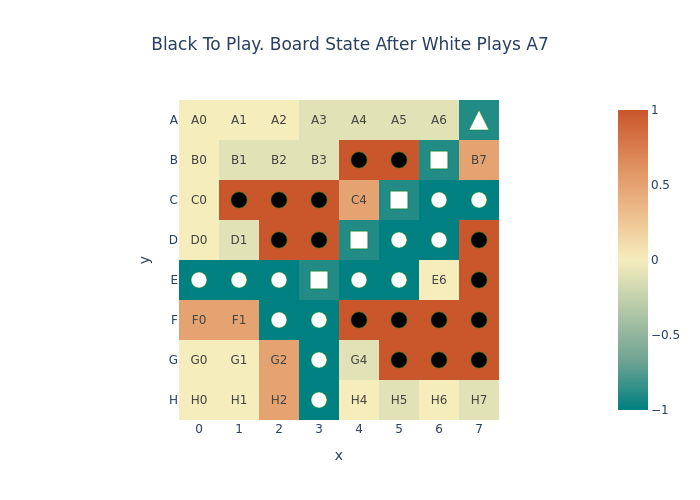 Black To Play. Board State After White Plays A7
A A0 A1 A2 A3 A4 A5 A6 1
B B0 B1 B2 B3 B7
C C0 C4 0.5
D D0 D1
y E E6 0
F F0 F1
G G0 G1 G2 G4 −0.5
H H0 H1 H2 H4 H5 H6 H7 −1
0 1 2 3 4 5 6 7
x